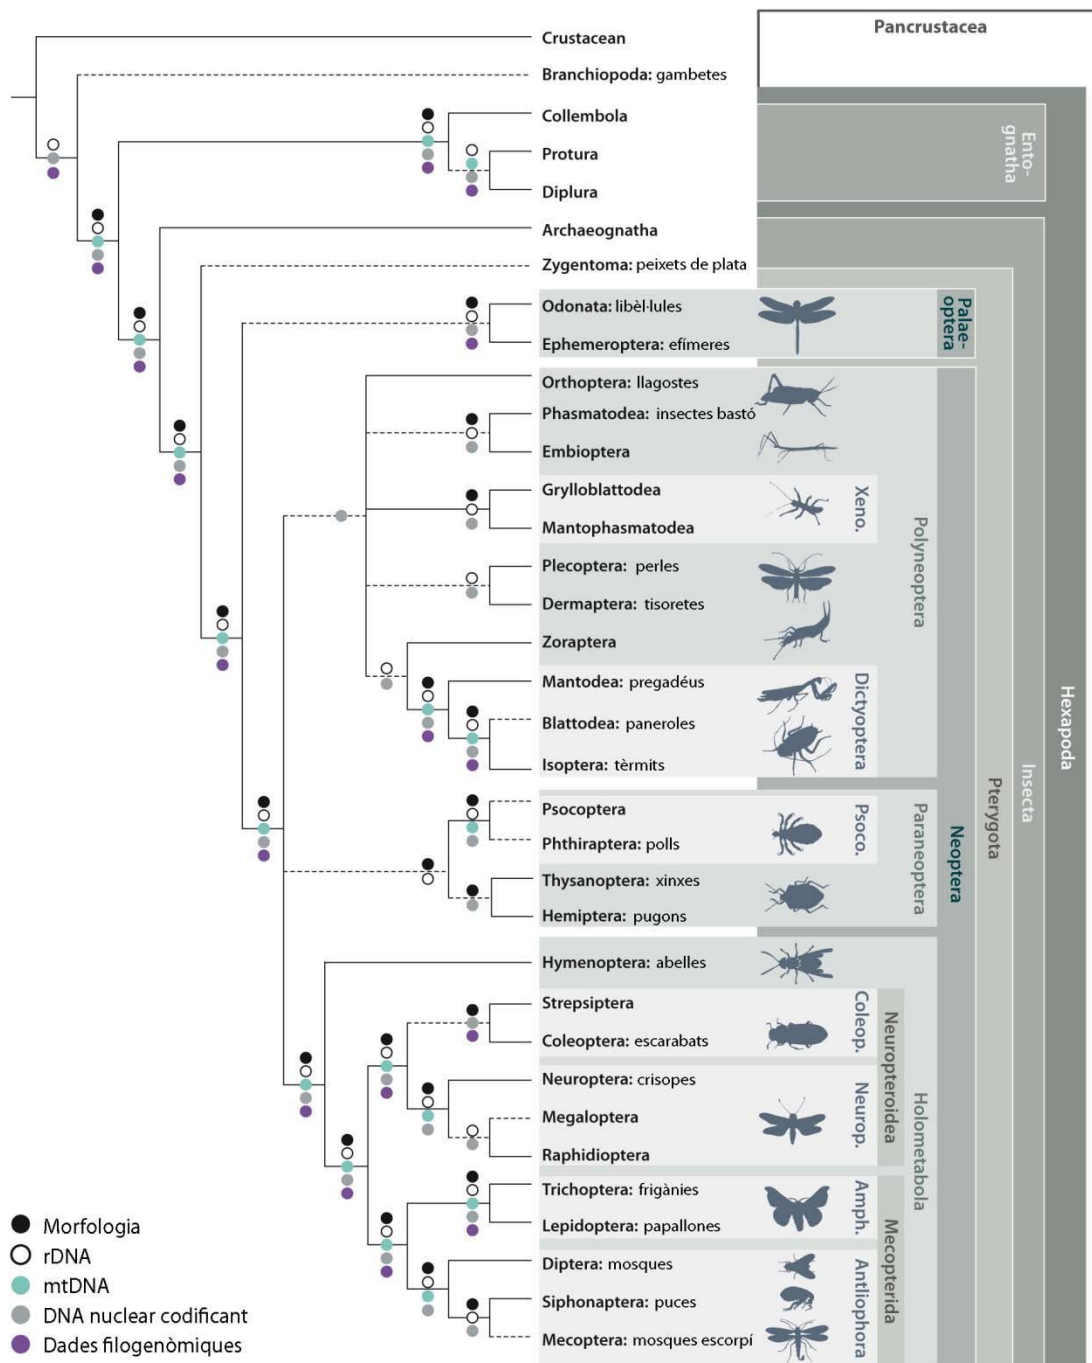 Pancrustacea
Crustacean
Branchiopoda: gambetes
Collembola
Protura
Diplura
Ento-
gnatha
Archaeognatha
Zygentoma: peixets de plata
Odonata: libèl·lules
Ephemeroptera: efímeres
Palae-
optera
Orthoptera: llagostes
Phasmatodea: insectes bastó
Embioptera
Grylloblattodea
Mantophasmatodea
Xeno.
Plecoptera: perles
Dermaptera: tisoretes
Zoraptera
Mantodea: pregadéus
Blattodea: paneroles
Isoptera: tèrmits
Dictyoptera
Polyneoptera
Psocoptera
Phthiraptera: polls
Psoco.
Thysanoptera: xinxes
Hemiptera: pugons
Paraneoptera
Neoptera
Pterygota
Insecta
Hexapoda
Hymenoptera: abelles
Strepsiptera
Coleoptera: escarabats
Coleop.
Neuroptera: crisopes
Megaloptera
Raphidioptera
Neurop.
Neuropteroidea
Holometabola
Trichoptera: frigànies
Lepidoptera: papallones
Amph.
Diptera: mosques
Siphonaptera: puces
Mecoptera: mosques escorpí
Antliophora
Mecopterida
Morfologia
rDNA
mtDNA
DNA nuclear codificant
Dades filogenòmiques